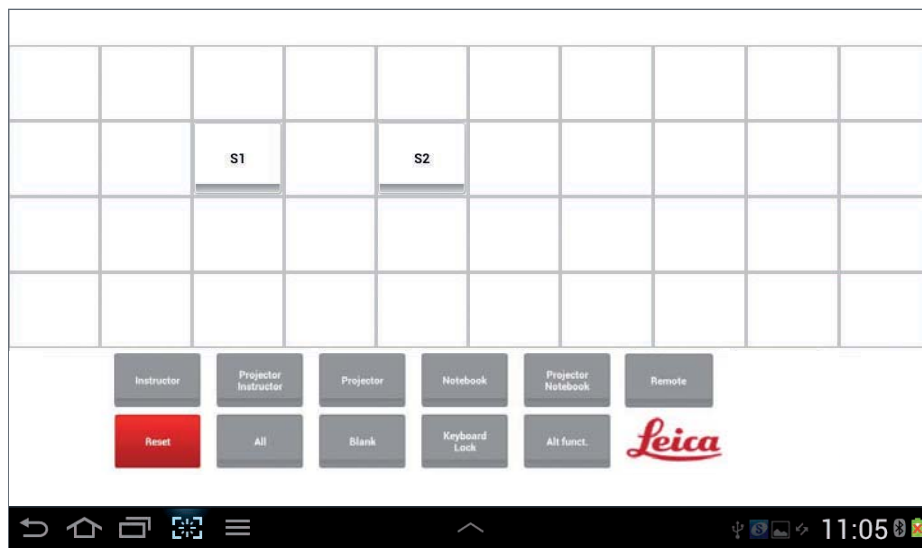 S1 S2
Instructor
Projector
Instructor
Projector
Notebook
Projector
Notebook
Remote
Reset
All
Blank
Keyboard
Lock
Alt funct.
Leica
11:05